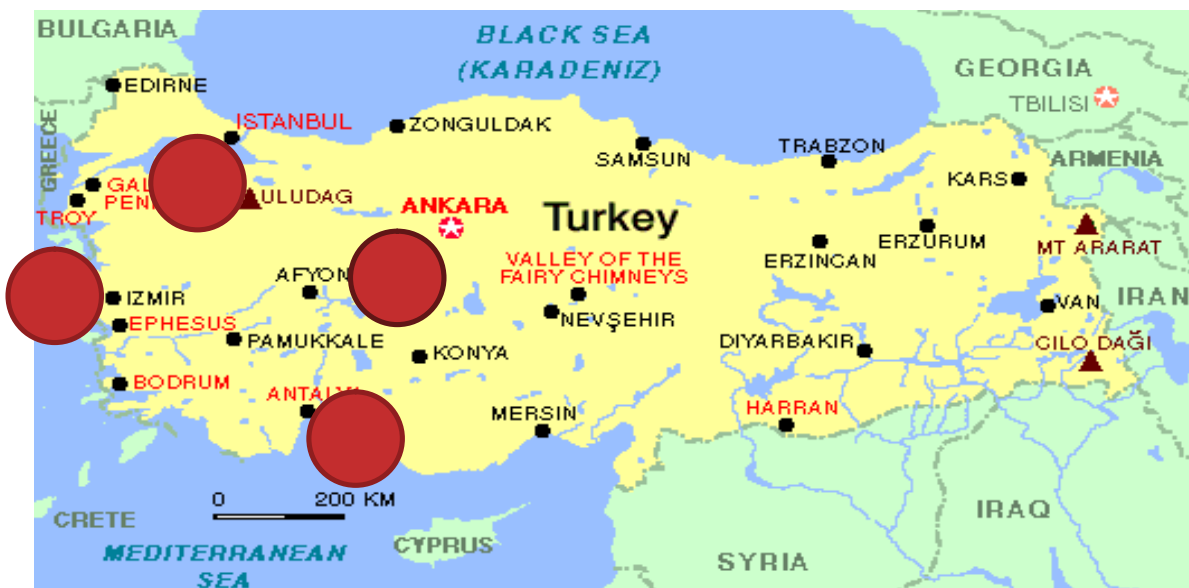 BULGARIA
BLACK SEA
(KARADENIZ)
GEORGIA
TBILISI
EDIRNE
ISTANBUL
ZONGULDAK
SAMSUN
TRABZON
ARMENIA
GREECE
KARS
ULUDAG
TROY
ANKARA
Turkey
ERZURUM
MT ARARAT
ERZINCAN
VALLEY OF THE
FAIRY CHIMNEYS
AFYON
IZMIR
IRAN
VAN
EPHESUS
NEVŞEHIR
PAMUKKALE
KONYA
DIYARBAKIR
CILO DAĞI
BODRUM
MERSIN
HARRAN
0 200 KM
CRETE
IRAQ
MEDITERRANEAN
SEA
CYPRUS
SYRIA